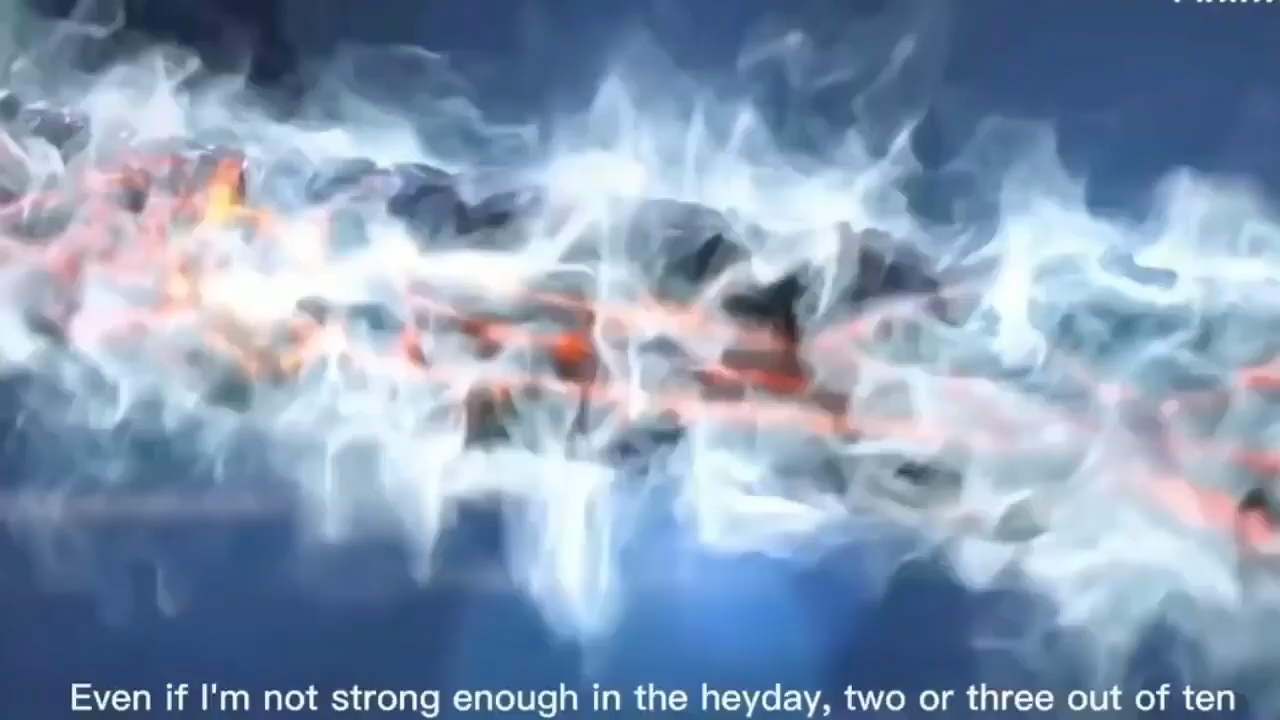 Even if I'm not strong enough in the heyday, two or three out of ten